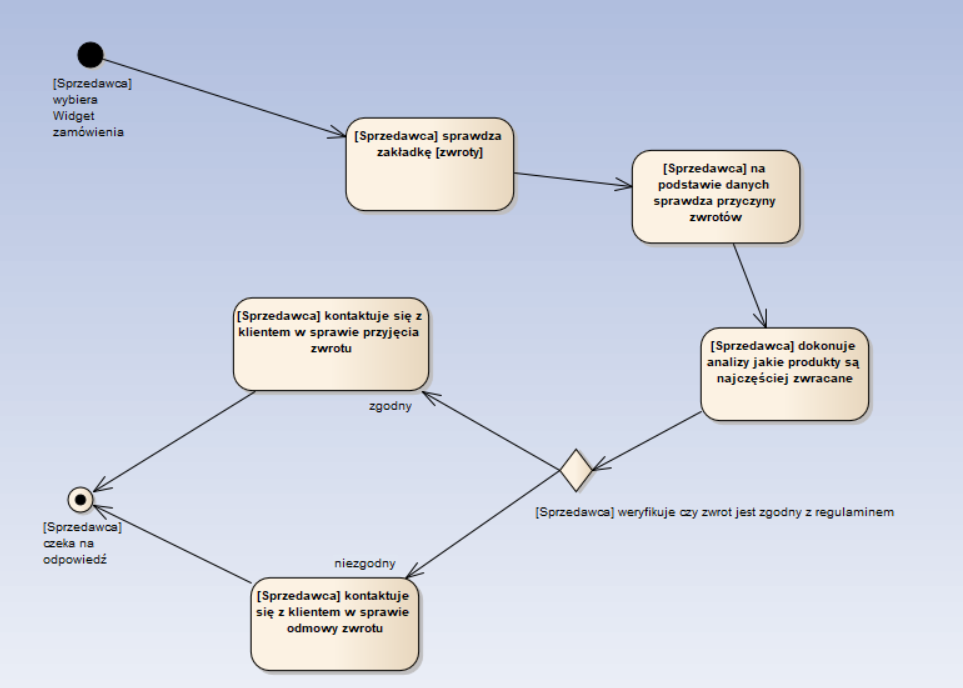 [Sprzedawca]
wybiera
Widget
zamówienia
[Sprzedawca] sprawdza
zakładkę [zwroty]
[Sprzedawca] na
podstawie danych
sprawdza przyczyny
zwrotów
[Sprzedawca] dokonuje
analizy jakie produkty są
najczęściej zwracane
[Sprzedawca] weryfikuje czy zwrot jest zgodny z regulaminem
zgodny
[Sprzedawca] kontaktuje się z
klientem w sprawie przyjęcia
zwrotu
niezgodny
[Sprzedawca] kontaktuje
się z klientem w sprawie
odmowy zwrotu
[Sprzedawca]
czeka na
odpowiedź